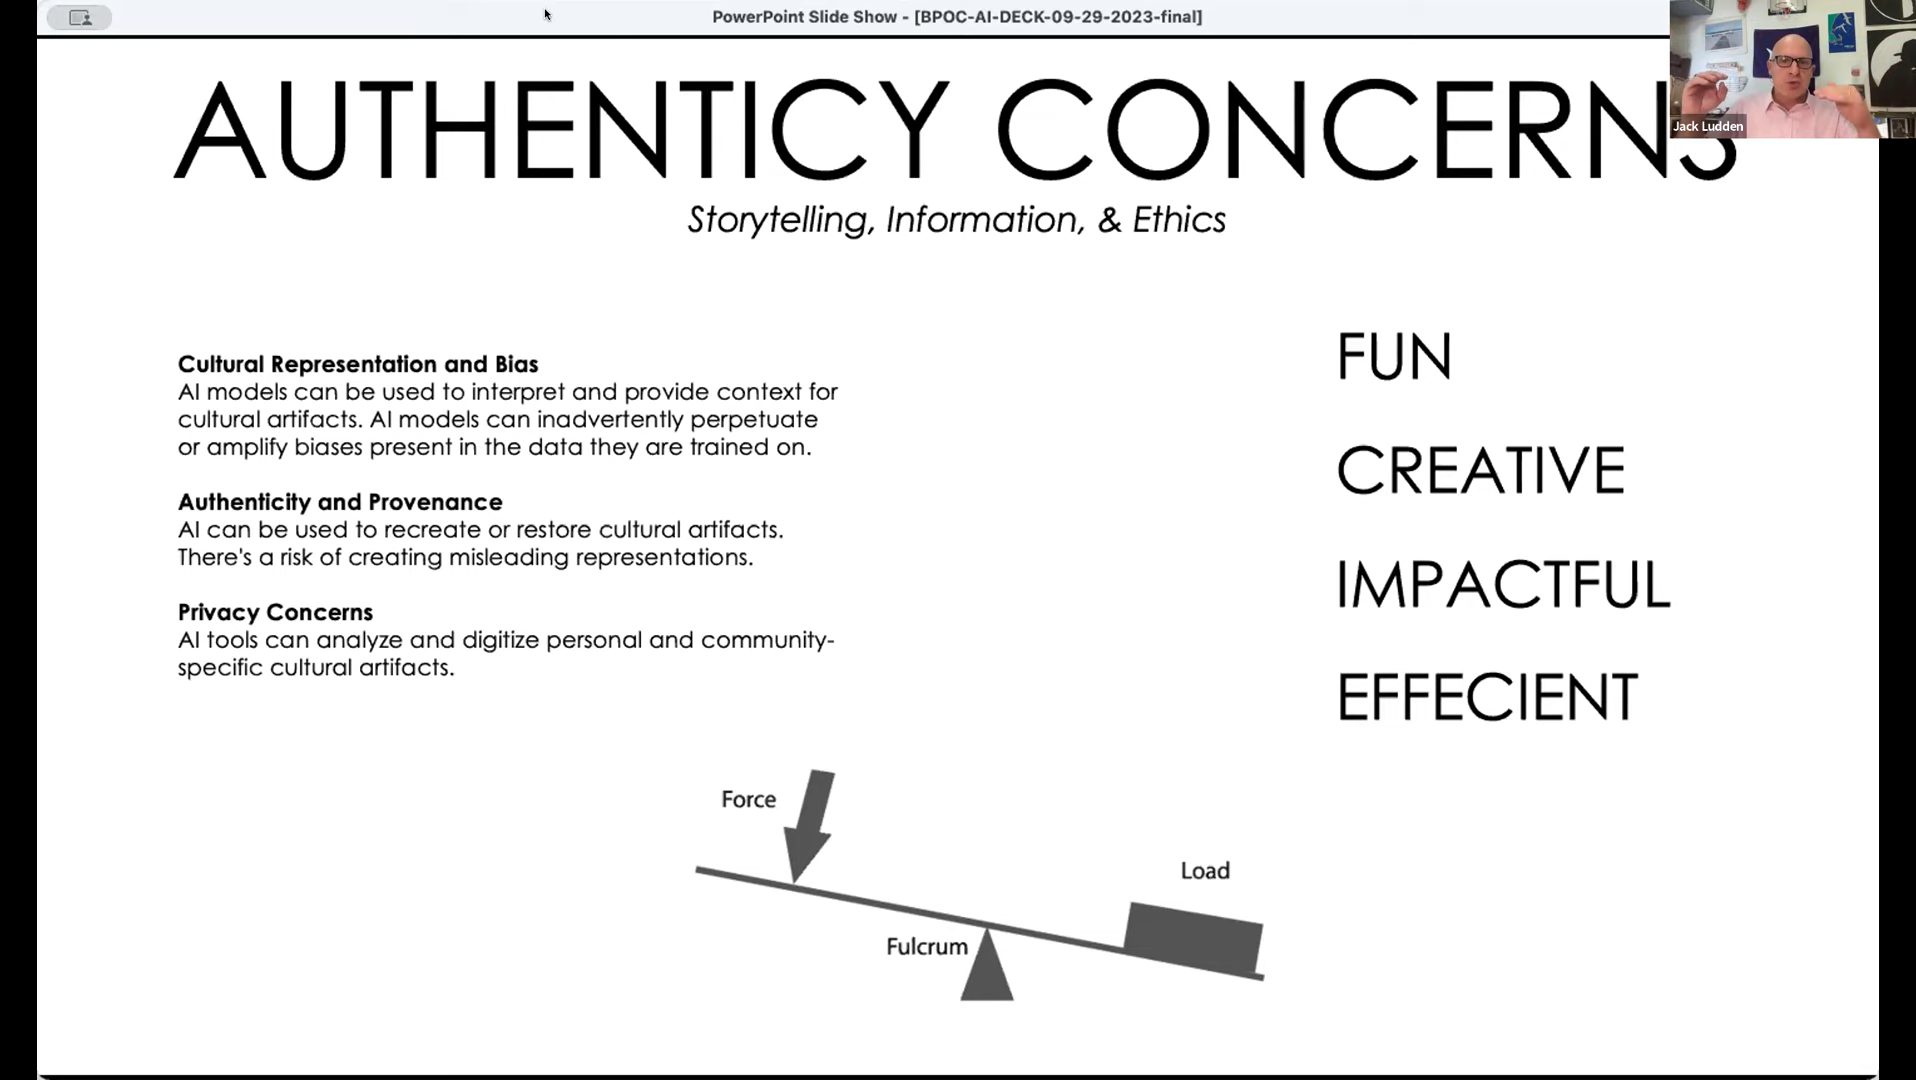 PowerPoint Slide Show - [BPOC-AI-DECK-09-29-2023-final]
Jack Ludden
AUTHENTICY CONCERNS
Storytelling, Information, & Ethics
Cultural Representation and Bias
AI models can be used to interpret and provide context for
cultural artifacts. AI models can inadvertently perpetuate
or amplify biases present in the data they are trained on.
Authenticity and Provenance
AI can be used to recreate or restore cultural artifacts.
There's a risk of creating misleading representations.
Privacy Concerns
AI tools can analyze and digitize personal and community-
specific cultural artifacts.
FUN
CREATIVE
IMPACTFUL
EFFECIENT
Force
Load
Fulcrum